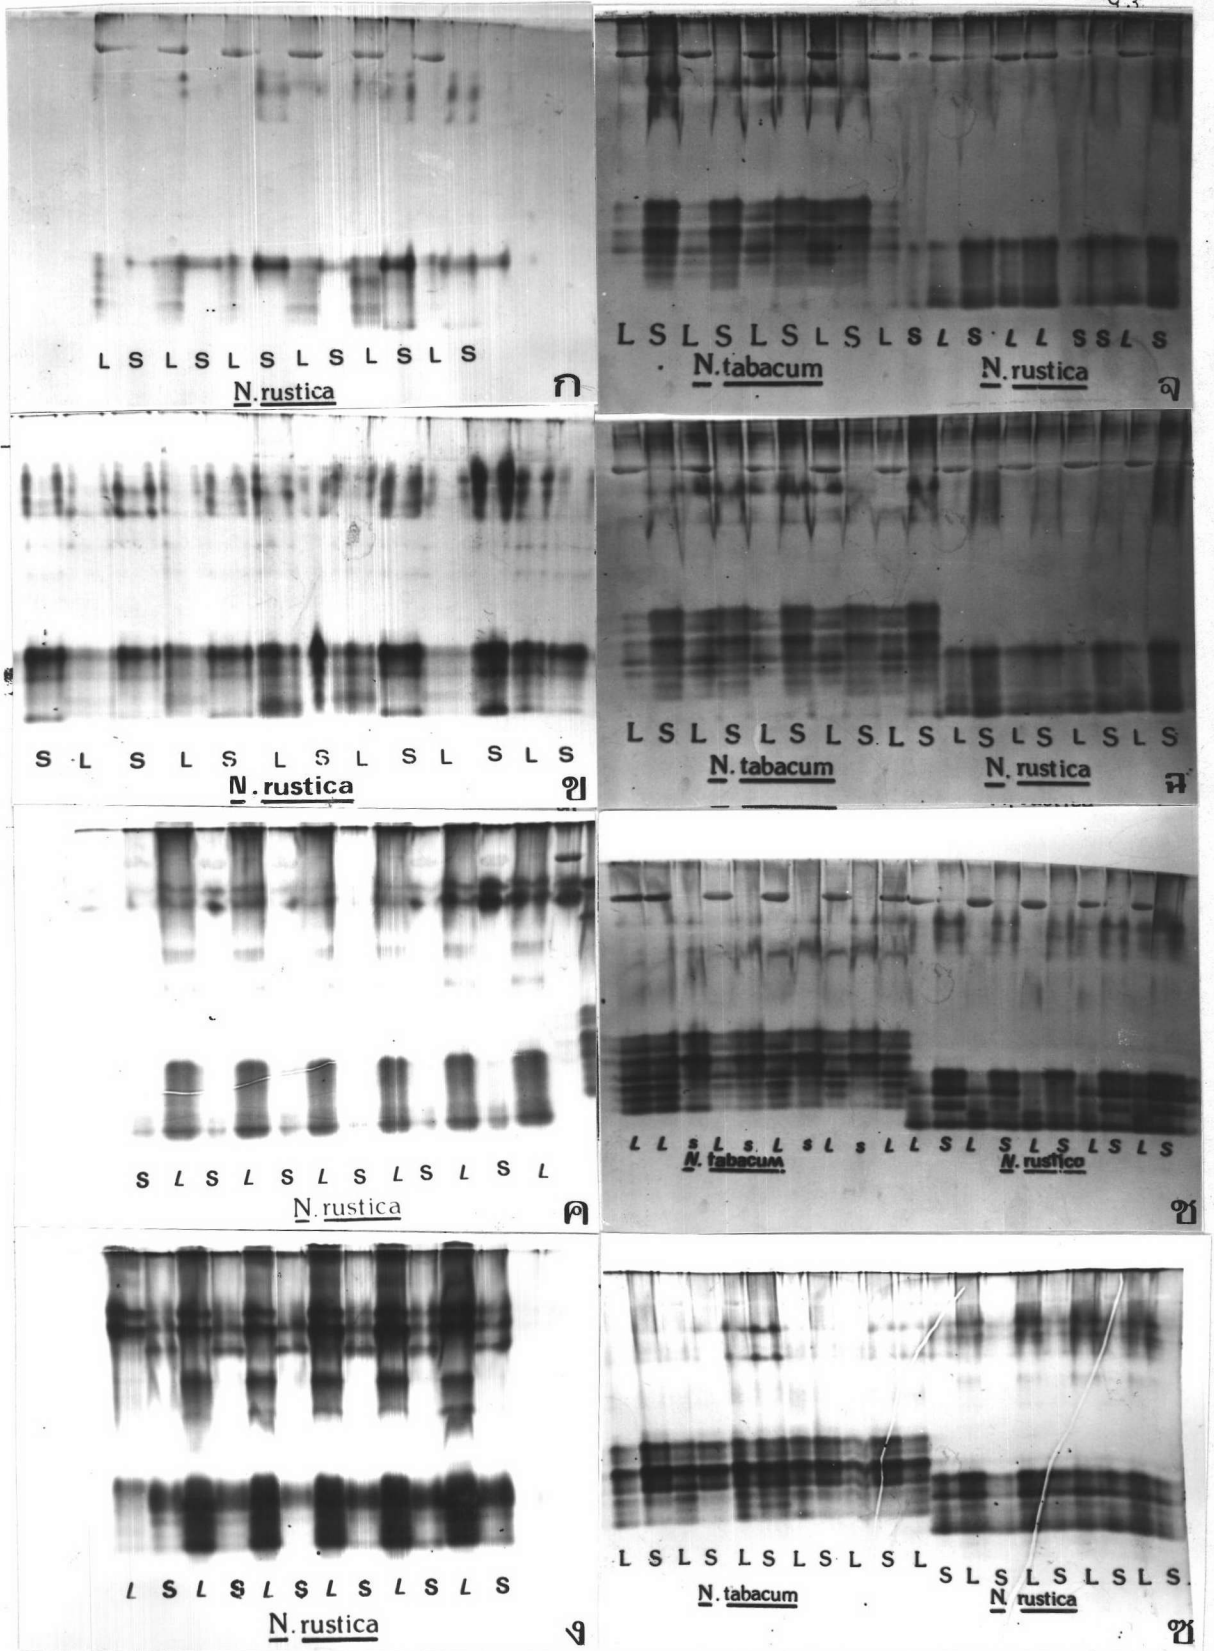 93
L S L S L S L S L S L S
N. rustica
ก
S L S L S L S L S L S L S
N. rustica
ข
S L S L S L S L S L S L
N. rustica
ค
L S L S L S L S L S L S
N. rustica
ง
L S L S L S L S L S L S L L S S L S
N. tabacum N. rustica
จ
L S L S L S L S. L S L S L S L S L S
N. tabacum N. rustica
ฉ
L L s L s. L s L s L L S L S L S L S L S
N. tabacum N. rustica
ช
L S L S L S L S L S L S L S L S L S L S.
N. tabacum N. rustica
ซ